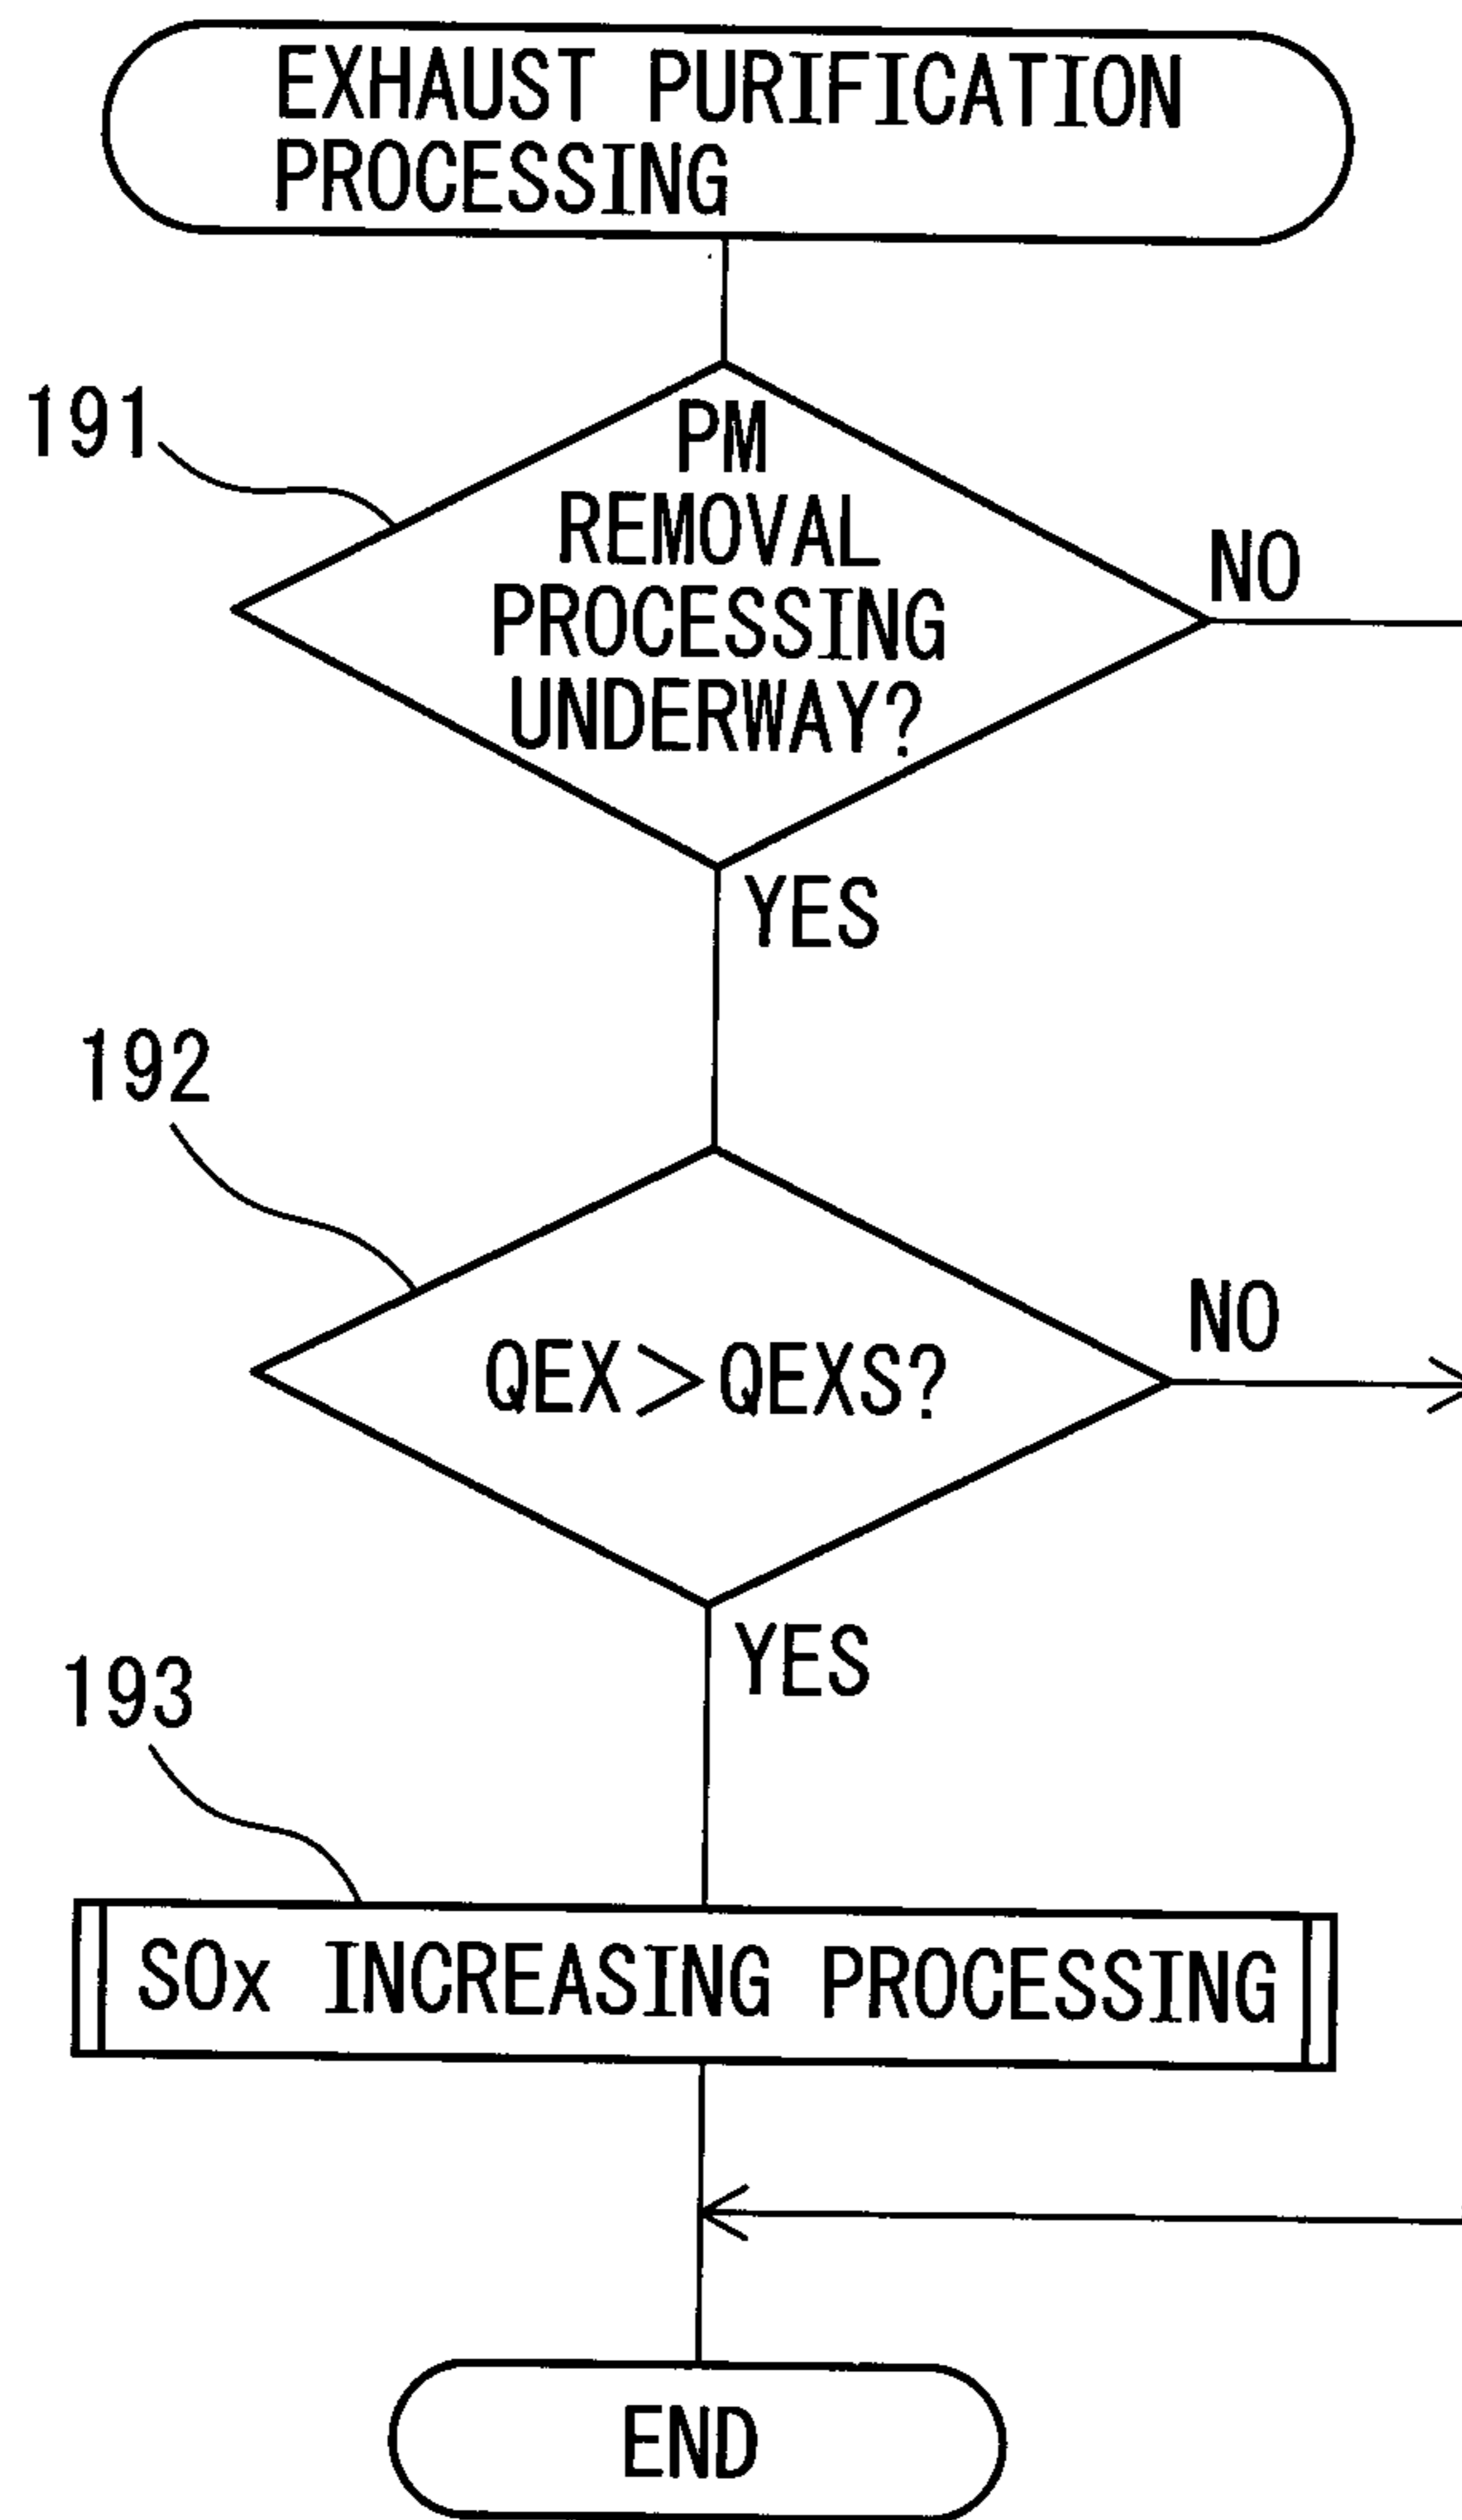 EXHAUST PURIFICATION
PROCESSING
191
PM
REMOVAL
PROCESSING
UNDERWAY?
NO
YES
192
QEX>QEXS?
NO
YES
193
SOx INCREASING PROCESSING
END